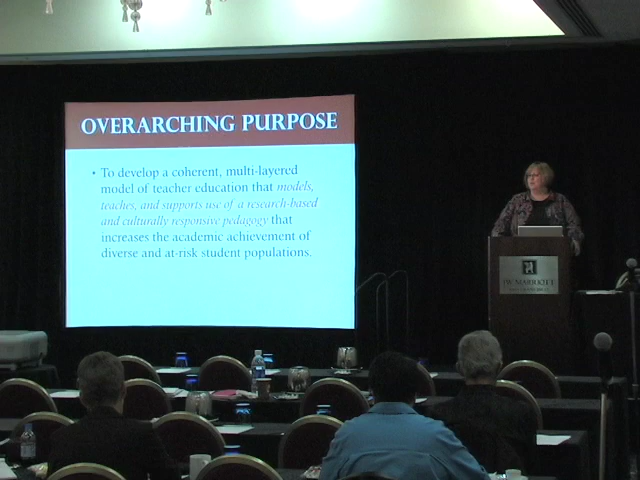 OVERARCHING PURPOSE
• To develop a coherent, multi-layered
model of teacher education that models,
teaches, and supports use of a research-based
and culturally responsive pedagogy that
increases the academic achievement of
diverse and at-risk student populations.
JW MARRIOTT